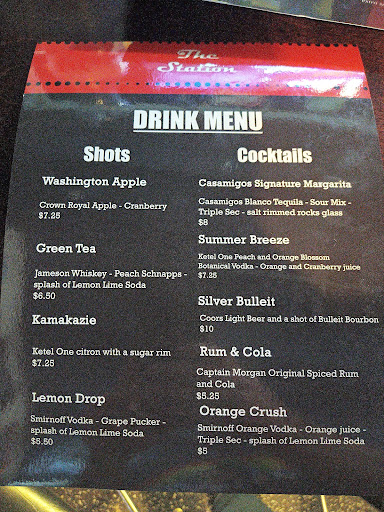 The
Station
DRINK MENU
Shots
Washington Apple
Crown Royal Apple - Cranberry
$7.25
Green Tea
Jameson Whiskey - Peach Schnapps -
splash of Lemon Lime Soda
$6.50
Kamakazie
Ketel One citron with a sugar rim
$7.25
Lemon Drop
Smirnoff Vodka - Grape Pucker -
splash of Lemon Lime Soda
$5.50
Cocktails
Casamigos Signature Margarita
Casamigos Blanco Tequila - Sour Mix -
Triple Sec - salt rimmed rocks glass
$8
Summer Breeze
Ketel One Peach and Orange Blossom
Botanical Vodka - Orange and Cranberry juice
$7.25
Silver Bulleit
Coors Light Beer and a shot of Bulleit Bourbon
$10
Rum & Cola
Captain Morgan Original Spiced Rum
and Cola
$5.25
Orange Crush
Smirnoff Orange Vodka - Orange juice -
Triple Sec - splash of Lemon Lime Soda
$5